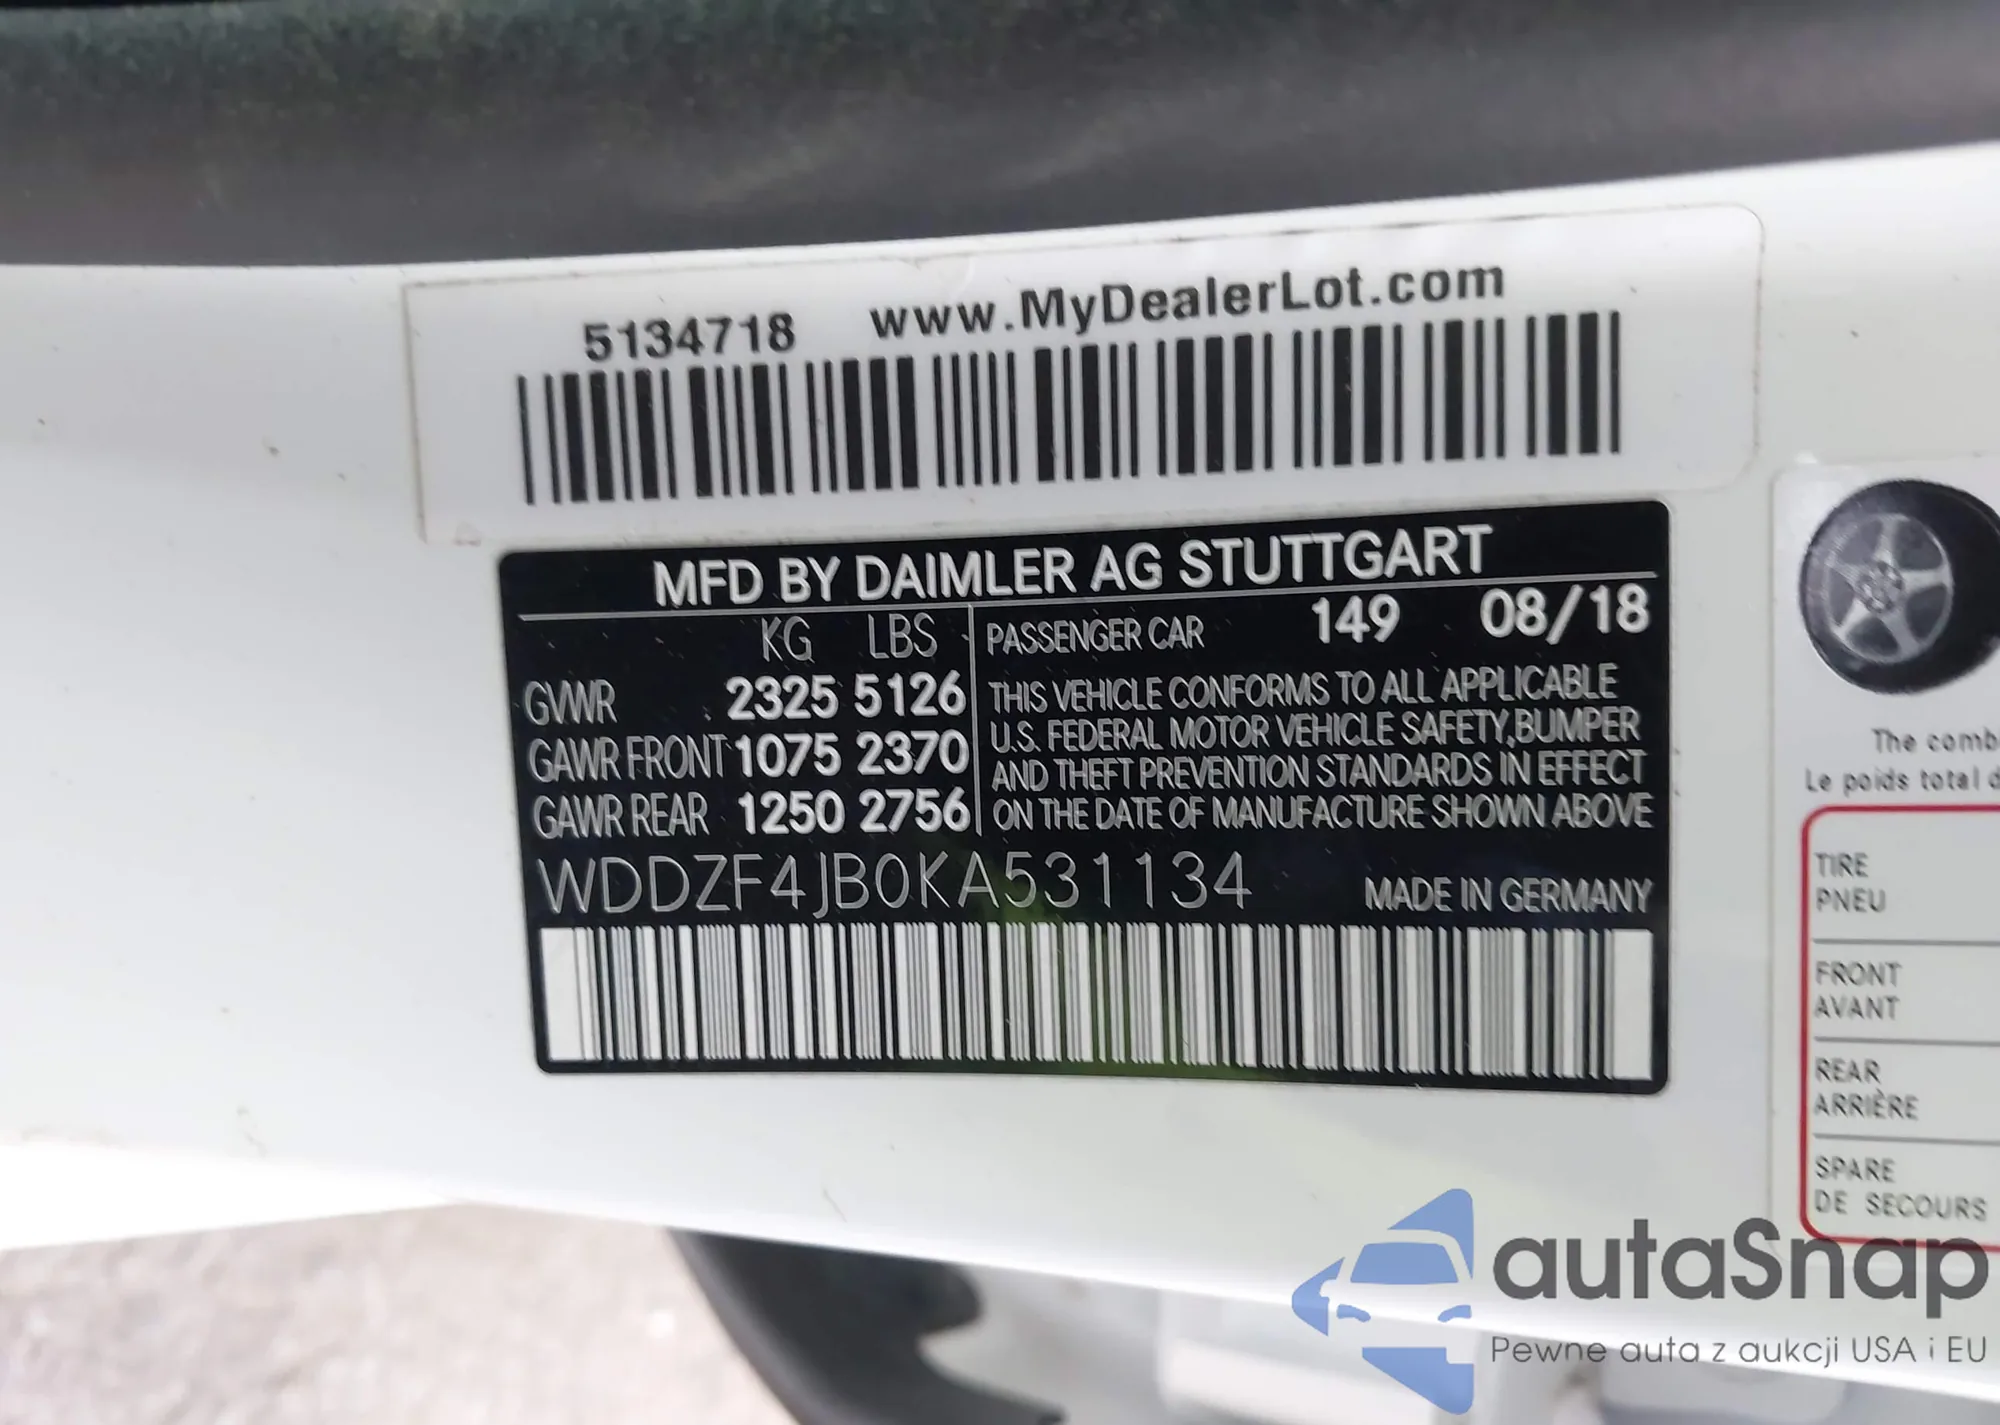 5134718 www.MyDealerLot.com
MFD BY DAIMLER AG STUTTGART
KG LBS
GVWR 2325 5126
GAWR FRONT 1075 2370
GAWR REAR 1250 2756
PASSENGER CAR 149 08/18
THIS VEHICLE CONFORMS TO ALL APPLICABLE
U.S. FEDERAL MOTOR VEHICLE SAFETY, BUMPER
AND THEFT PREVENTION STANDARDS IN EFFECT
ON THE DATE OF MANUFACTURE SHOWN ABOVE
WDDZF4JB0KA531134 MADE IN GERMANY
The comb
Le poids total d
TIRE
PNEU
FRONT
AVANT
REAR
ARRIÈRE
SPARE
DE SECOURS
autaSnap
Pewne auta z aukcji USA i EU